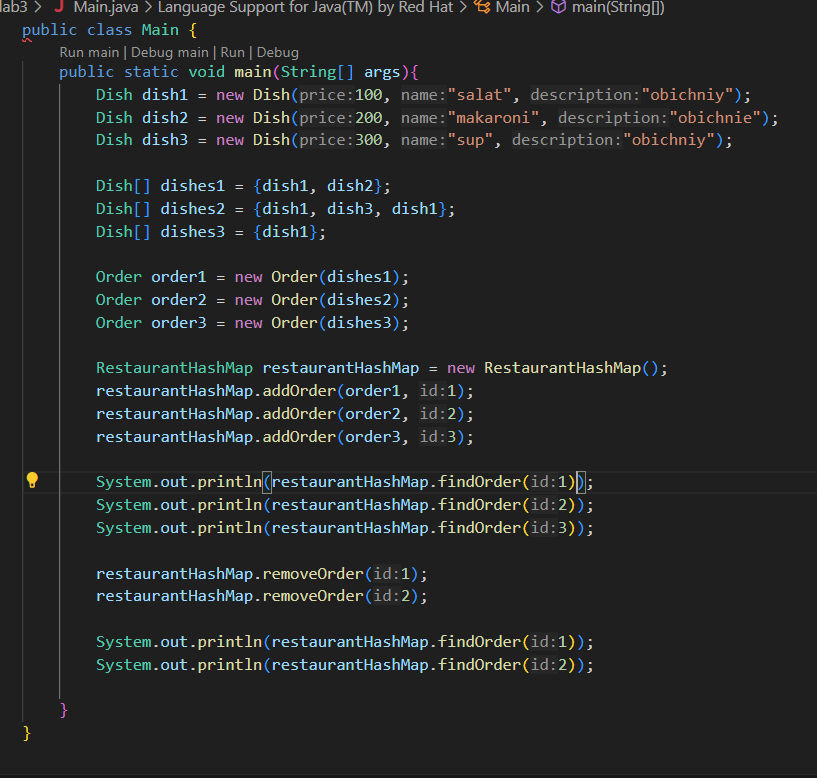 lab3 > J Main.java > Language Support for Java(TM) by Red Hat > Main > main(String[])
public class Main {
Run main | Debug main | Run | Debug
public static void main(String[] args){
Dish dish1 = new Dish(price:100, name:"salat", description:"obichniy");
Dish dish2 = new Dish(price:200, name:"makaroni", description:"obichnie");
Dish dish3 = new Dish(price:300, name:"sup", description:"obichniy");
Dish[] dishes1 = {dish1, dish2};
Dish[] dishes2 = {dish1, dish3, dish1};
Dish[] dishes3 = {dish1};
Order order1 = new Order(dishes1);
Order order2 = new Order(dishes2);
Order order3 = new Order(dishes3);
RestaurantHashMap restaurantHashMap = new RestaurantHashMap();
restaurantHashMap.addOrder(order1, id:1);
restaurantHashMap.addOrder(order2, id:2);
restaurantHashMap.addOrder(order3, id:3);
System.out.println(restaurantHashMap.findOrder(id:1));
System.out.println(restaurantHashMap.findOrder(id:2));
System.out.println(restaurantHashMap.findOrder(id:3));
restaurantHashMap.removeOrder(id:1);
restaurantHashMap.removeOrder(id:2);
System.out.println(restaurantHashMap.findOrder(id:1));
System.out.println(restaurantHashMap.findOrder(id:2));
}
}